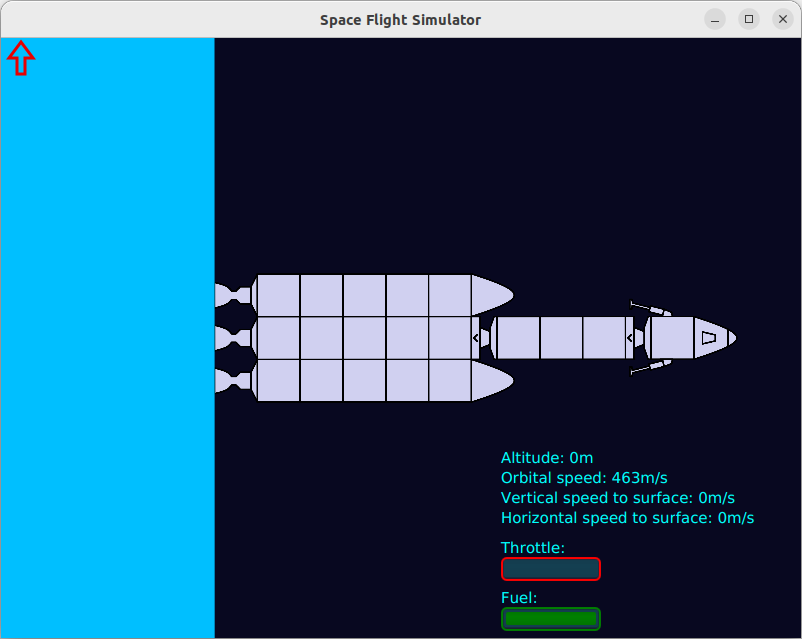 Space Flight Simulator
Altitude: 0m
Orbital speed: 463m/s
Vertical speed to surface: 0m/s
Horizontal speed to surface: 0m/s
Throttle:
Fuel: